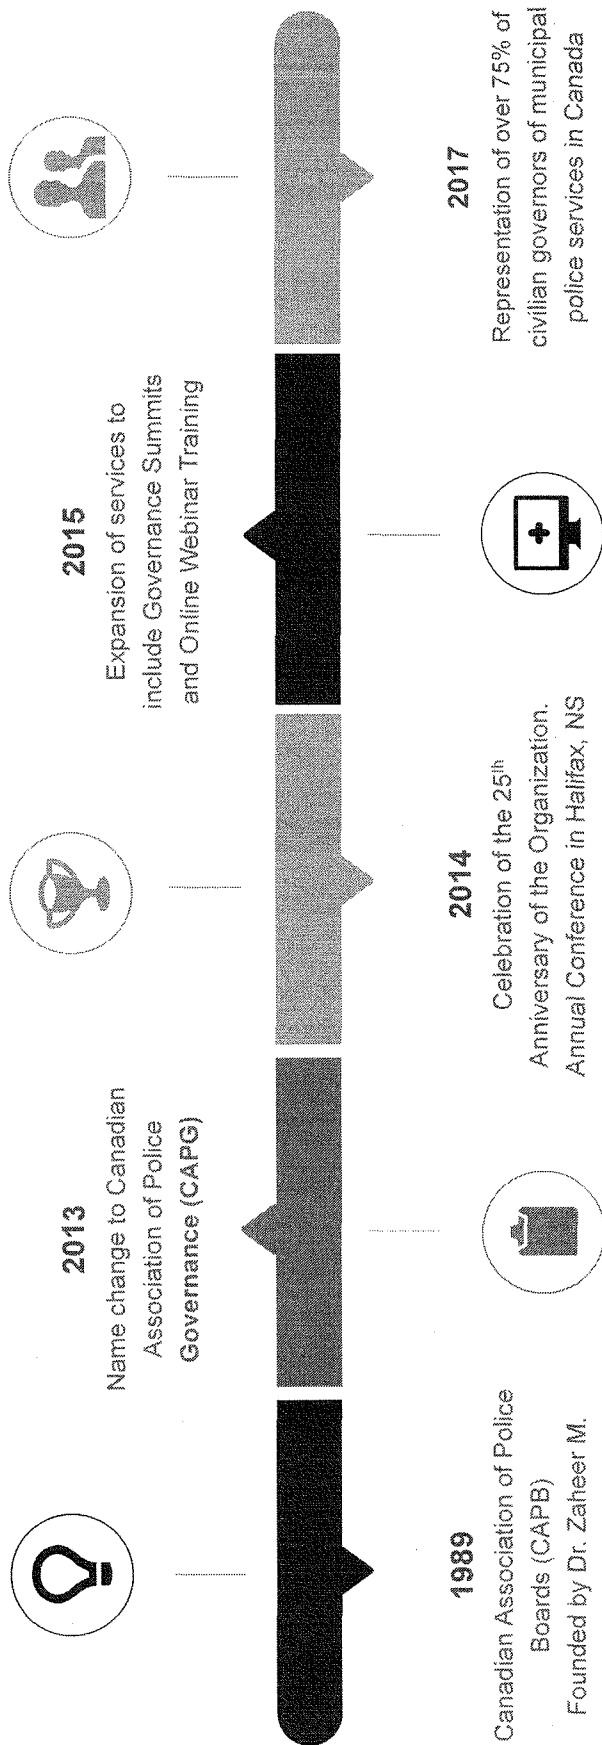 1989
Canadian Association of Police
Boards (CAPB)
Founded by Dr. Zaheer M.
2013
Name change to Canadian
Association of Police
Governance (CAPG)
2014
Celebration of the 25th
Anniversary of the Organization.
Annual Conference in Halifax, NS
2015
Expansion of services to
include Governance Summits
and Online Webinar Training
2017
Representation of over 75% of
civilian governors of municipal
police services in Canada